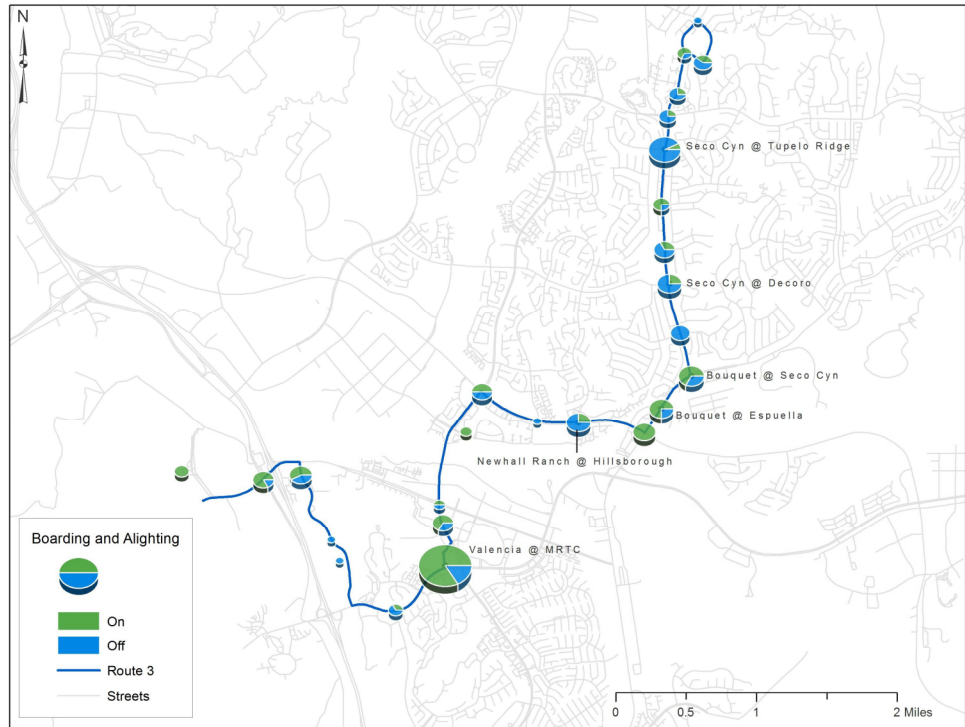 N
Seco Cyn @ Tupelo Ridge
Seco Cyn @ Decoro
Bouquet @ Seco Cyn
Bouquet @ Espuella
Newhall Ranch @ Hillsborough
Valencia @ MRTC
Boarding and Alighting
On
Off
Route 3
Streets
0 0.5 1 2 Miles